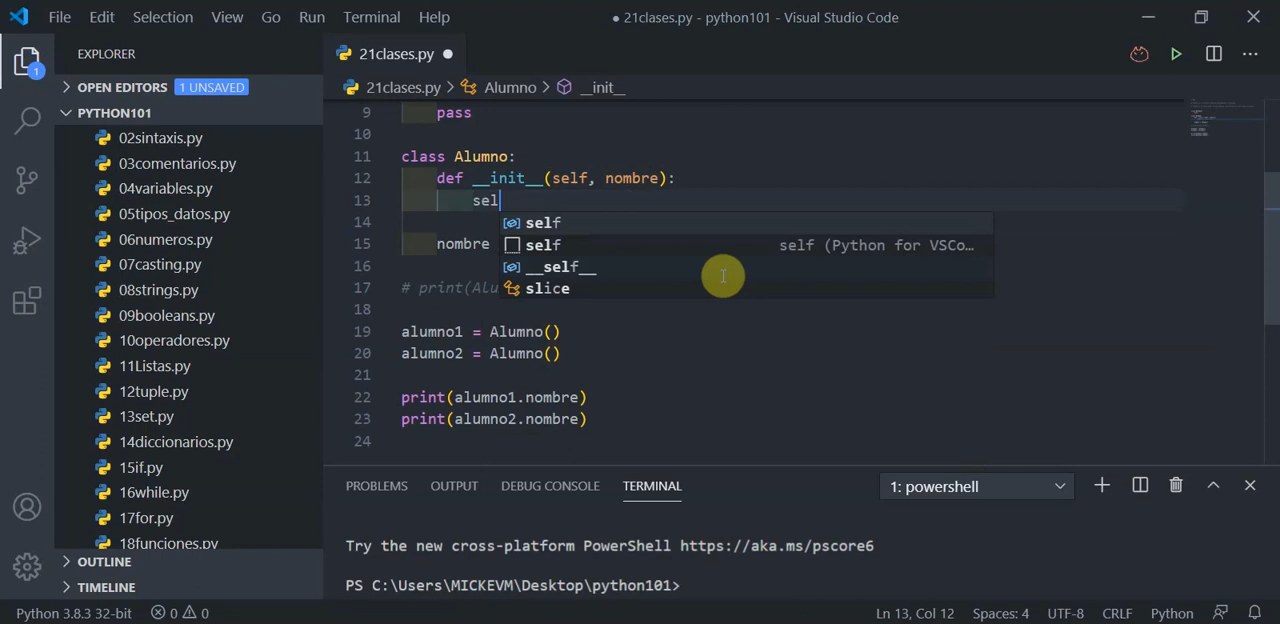 File Edit Selection View Go Run Terminal Help
● 21clases.py - python101 - Visual Studio Code
EXPLORER
21clases.py ●
1
OPEN EDITORS 1 UNSAVED
21clases.py > Alumno > __init__
PYTHON101
02sintaxis.py
03comentarios.py
04variables.py
05tipos_datos.py
06numeros.py
07casting.py
08strings.py
09booleans.py
10operadores.py
11Listas.py
12tuple.py
13set.py
14diccionarios.py
15if.py
16while.py
17for.py
18funciones.py
OUTLINE
TIMELINE
9 pass
10
11 class Alumno:
12 def __init__(self, nombre):
13 sel
14
15 nombre
16
17 # print(Alu
18
19 alumno1 = Alumno()
20 alumno2 = Alumno()
21
22 print(alumno1.nombre)
23 print(alumno2.nombre)
24
self
self self (Python for VSCo…
__self__
slice
PROBLEMS OUTPUT DEBUG CONSOLE TERMINAL 1: powershell
Try the new cross-platform PowerShell https://aka.ms/pscore6
PS C:\Users\MICKEVM\Desktop\python101>
Python 3.8.3 32-bit 0 0 Ln 13, Col 12 Spaces: 4 UTF-8 CRLF Python